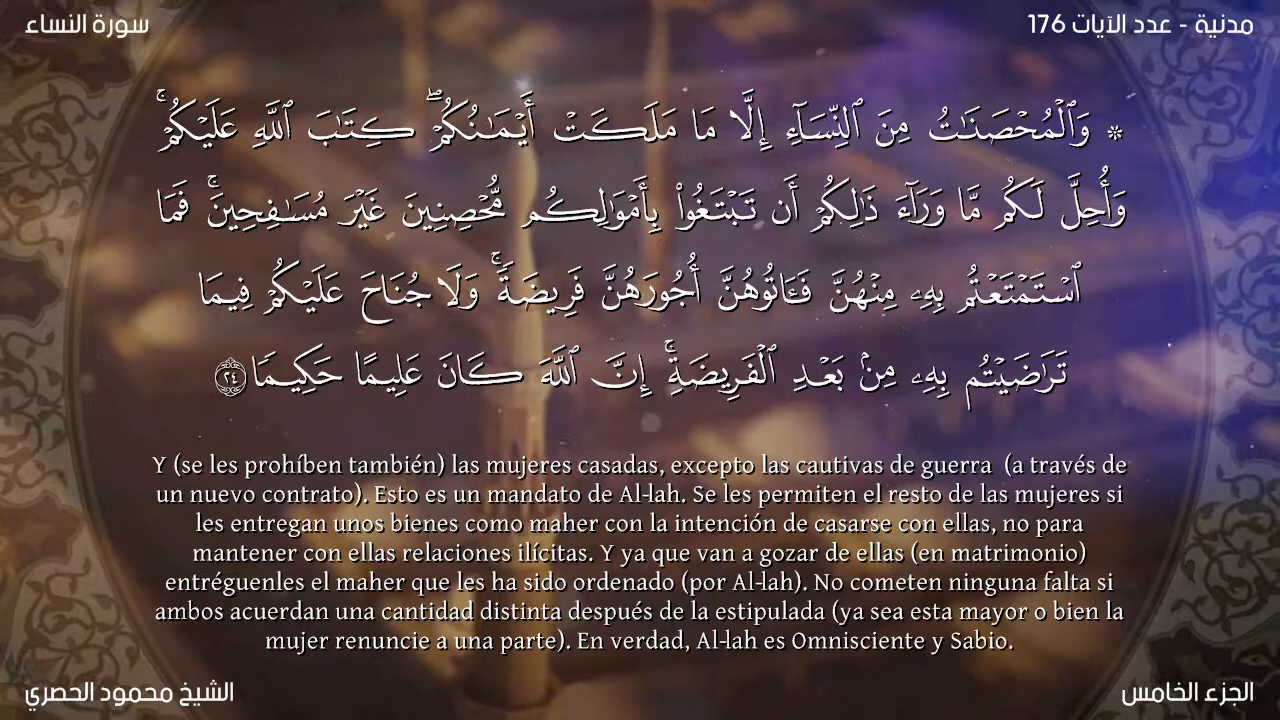 سورة النساء
مدنية - عدد الآيات 176
۞ وَٱلْمُحْصَنَـٰتُ مِنَ ٱلنِّسَآءِ إِلَّا مَا مَلَكَتْ أَيْمَـٰنُكُمْ ۖ كِتَـٰبَ ٱللَّهِ عَلَيْكُمْ ۚ
وَأُحِلَّ لَكُم مَّا وَرَآءَ ذَٰلِكُمْ أَن تَبْتَغُوا۟ بِأَمْوَٰلِكُم مُّحْصِنِينَ غَيْرَ مُسَـٰفِحِينَ ۚ فَمَا
ٱسْتَمْتَعْتُم بِهِۦ مِنْهُنَّ فَـَٔاتُوهُنَّ أُجُورَهُنَّ فَرِيضَةً ۚ وَلَا جُنَاحَ عَلَيْكُمْ فِيمَا
تَرَٰضَيْتُم بِهِۦ مِنۢ بَعْدِ ٱلْفَرِيضَةِ ۚ إِنَّ ٱللَّهَ كَانَ عَلِيمًا حَكِيمًا ٢٤
Y (se les prohíben también) las mujeres casadas, excepto las cautivas de guerra (a través de
un nuevo contrato). Esto es un mandato de Al-lah. Se les permiten el resto de las mujeres si
les entregan unos bienes como maher con la intención de casarse con ellas, no para
mantener con ellas relaciones ilícitas. Y ya que van a gozar de ellas (en matrimonio)
entréguenles el maher que les ha sido ordenado (por Al-lah). No cometen ninguna falta si
ambos acuerdan una cantidad distinta después de la estipulada (ya sea esta mayor o bien la
mujer renuncie a una parte). En verdad, Al-lah es Omnisciente y Sabio.
الشيخ محمود الحصري
الجزء الخامس